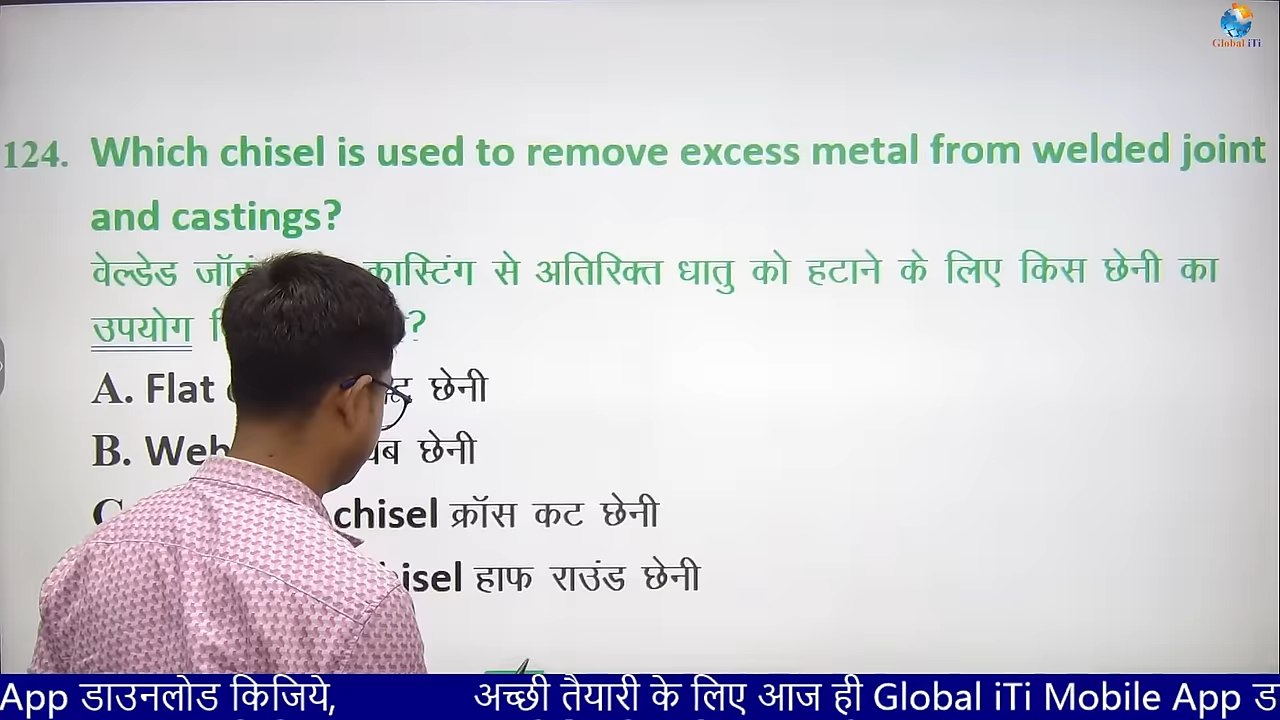 Global iTi
124. Which chisel is used to remove excess metal from welded joint
and castings?
वेल्डेड कास्टिंग से अतिरिक्त धातु को हटाने के लिए किस छेनी का
उपयोग ?
A. Flat छेनी
B. Web छेनी
C chisel क्रॉस कट छेनी
हाफ राउंड छेनी
App डाउनलोड किजिये, अच्छी तैयारी के लिए आज ही Global iTi Mobile App ड